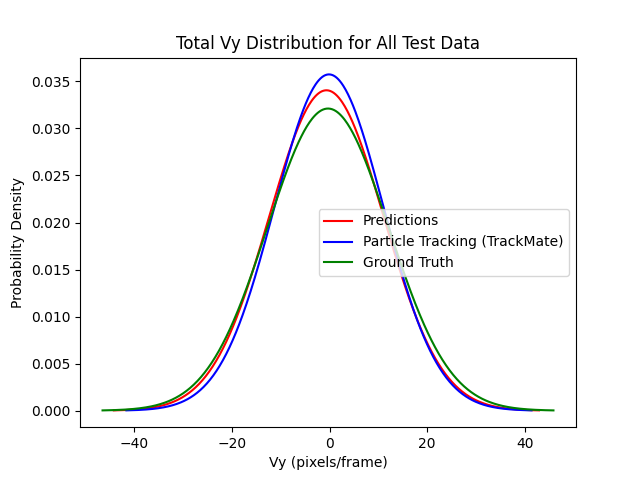 Total Vy Distribution for All Test Data
Probability Density
0.035
0.030
0.025
0.020
0.015
0.010
0.005
0.000
Predictions
Particle Tracking (TrackMate)
Ground Truth
−40
−20
0
20
40
Vy (pixels/frame)